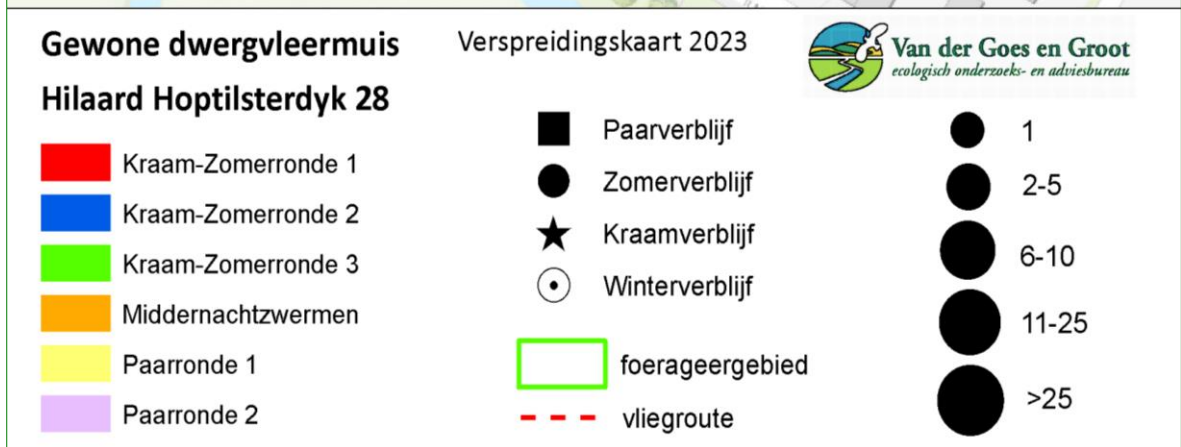 Gewone dwergvleermuis
Hilaard Hoptilsterdyk 28
Kraam-Zomerronde 1
Kraam-Zomerronde 2
Kraam-Zomerronde 3
Middernachtzwermen
Paarronde 1
Paarronde 2
Verspreidingskaart 2023
Paarverblijf
Zomerverblijf
Kraamverblijf
Winterverblijf
foerageergebied
vliegroute
Van der Goes en Groot
ecologisch onderzoeks- en adviesbureau
1
2-5
6-10
11-25
>25